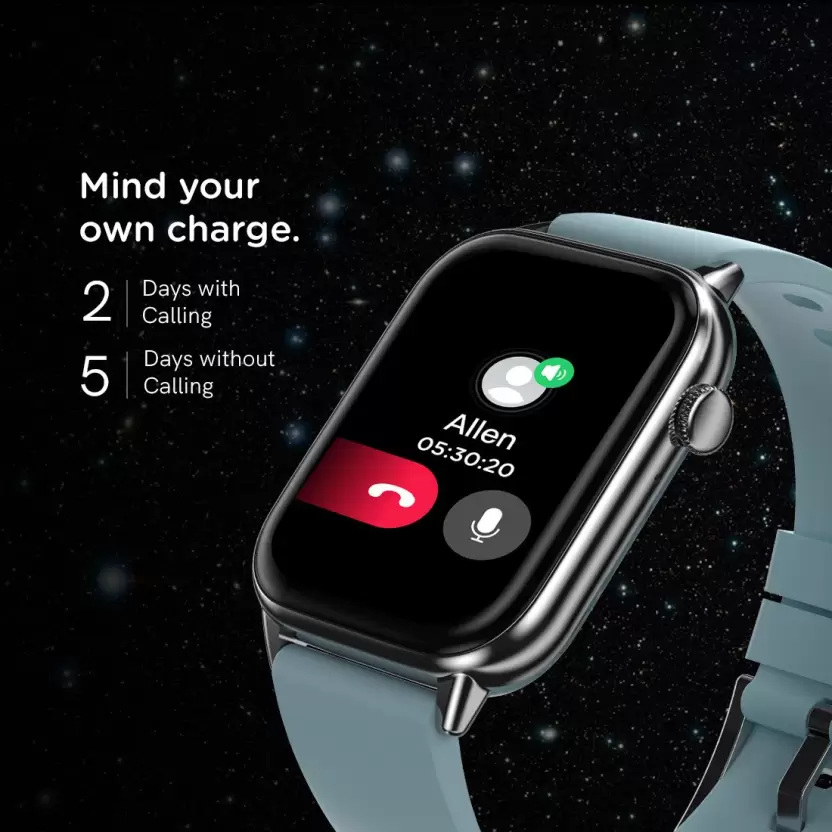 Mind your
own charge.
2
Days with
Calling
5
Days without
Calling
Allen
05:30:20